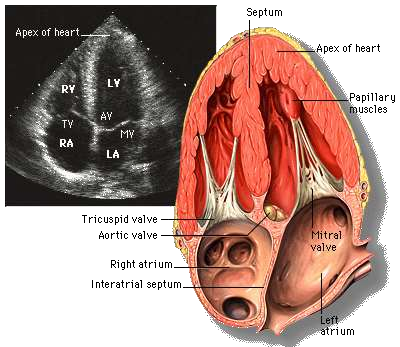 Septum
Apex of heart
Apex of heart
RV
LV
Papillary
muscles
AV
TV
MV
RA
LA
Tricuspid valve
Aortic valve
Mitral
valve
Right atrium
Interatrial septum
Left
atrium